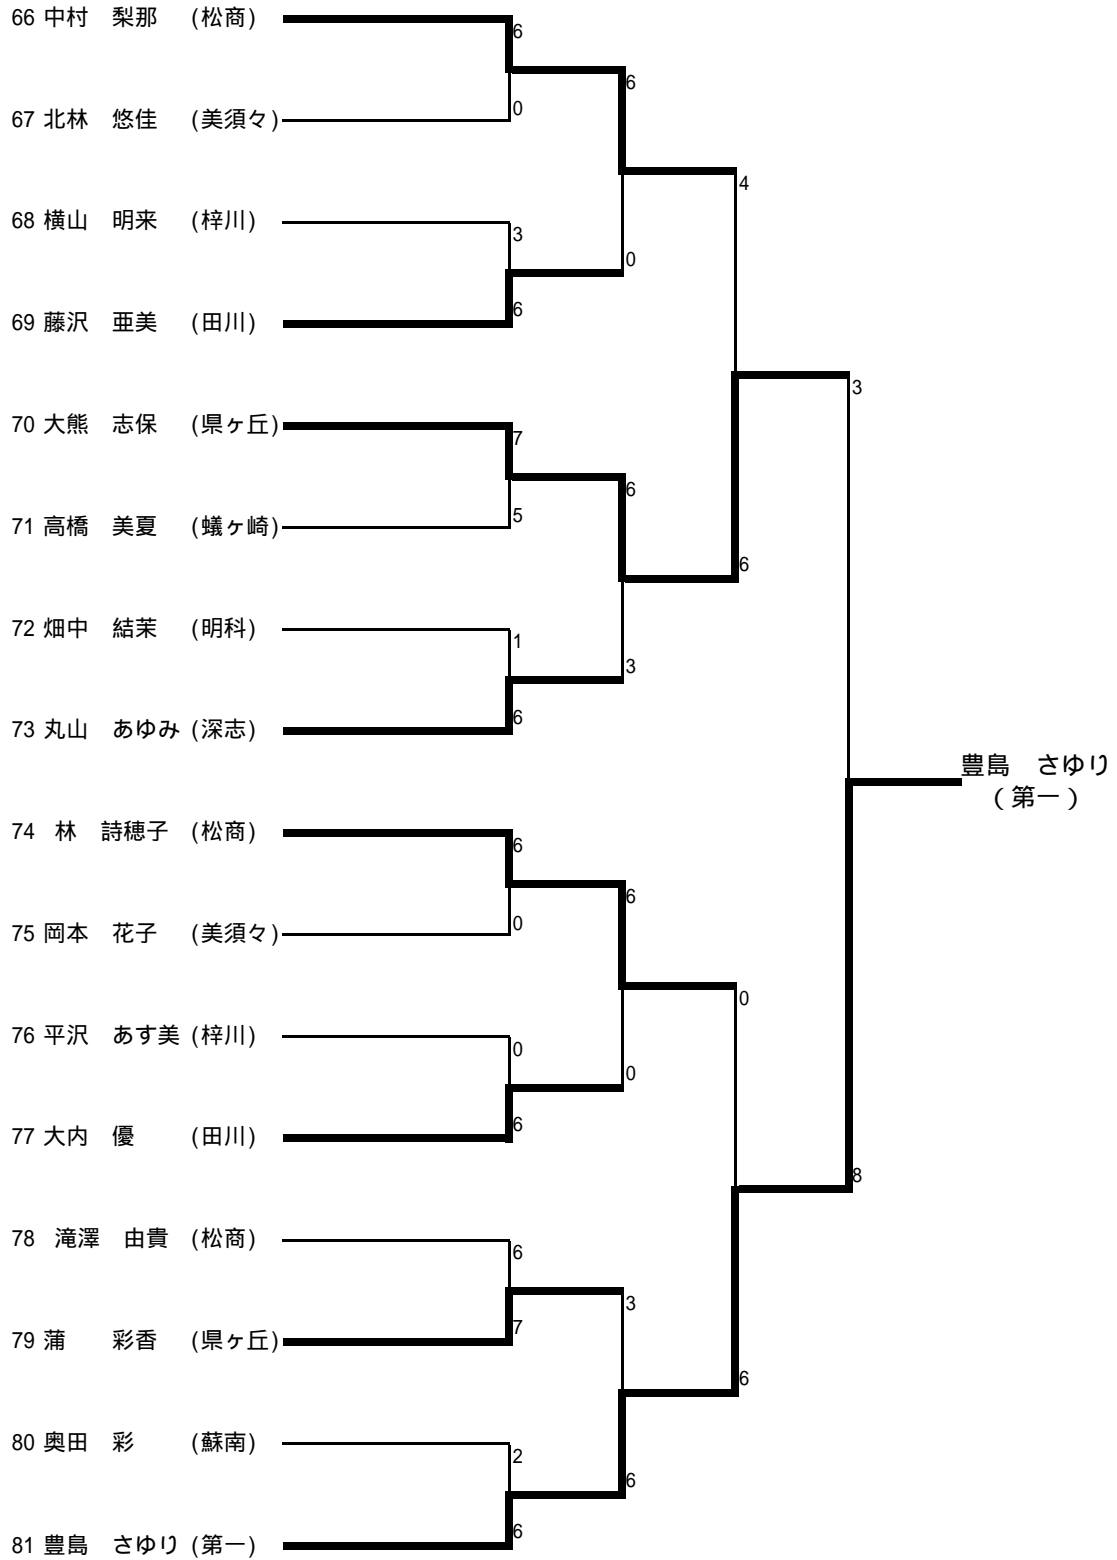 66 中村　梨那　(松商)
6
6
0
67 北林　悠佳　(美須々)
4
68 横山　明来　(梓川)
3
0
6
69 藤沢　亜美　(田川)
3
70 大熊　志保　(県ヶ丘)
7
6
5
71 高橋　美夏　(蟻ヶ崎)
6
72 畑中　結茉　(明科)
1
3
6
73 丸山　あゆみ (深志)
豊島　さゆり
（第一）
74　林　詩穂子　(松商)
6
6
0
75 岡本　花子　(美須々)
0
76 平沢　あす美 (梓川)
0
0
6
77 大内　優　(田川)
8
78　滝澤　由貴　(松商)
6
3
7
79 蒲　彩香　(県ヶ丘)
6
80 奥田　彩　(蘇南)
2
6
6
81 豊島　さゆり (第一)